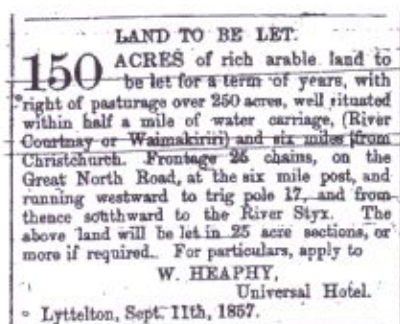 LAND TO BE LET.
150 ACRES of rich arable land to
be let for a term of years, with
right of pasturage over 250 acres, well situated
within half a mile of water carriage, (River
Courtnay or Waimakiriri) and six miles from
Christchurch. Frontage 25 chains, on the
Great North Road, at the six mile post, and
running westward to trig pole 17, and from
thence southward to the River Styx. The
above land will be let in 25 acre sections, or
more if required. For particulars, apply to
W. HEAPHY,
Universal Hotel.
Lyttelton, Sept. 11th, 1857.